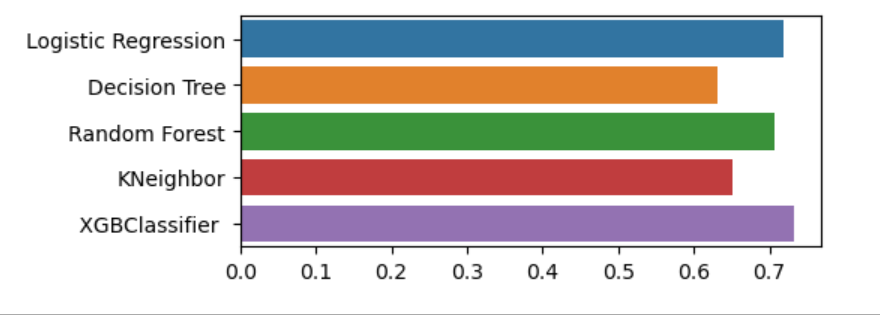 Logistic Regression
Decision Tree
Random Forest
KNeighbor
XGBClassifier
0.0 0.1 0.2 0.3 0.4 0.5 0.6 0.7